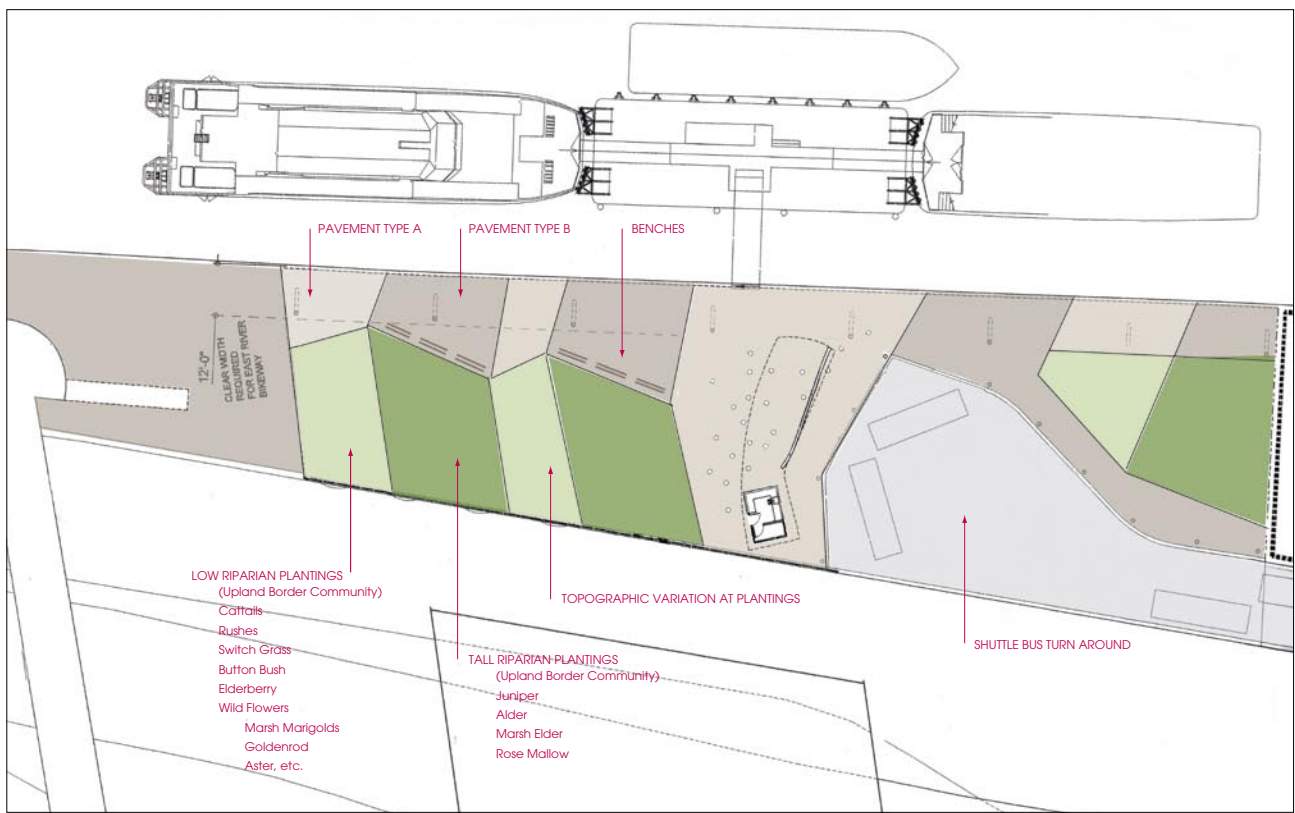 PAVEMENT TYPE A
PAVEMENT TYPE B
BENCHES
12'-0"
CLEAR WIDTH
REQUIRED
FOR EAST RIVER
BIKEWAY
LOW RIPARIAN PLANTINGS
(Upland Border Community)
Cattails
Rushes
Switch Grass
Button Bush
Elderberry
Wild Flowers
Marsh Marigolds
Goldenrod
Aster, etc.
TALL RIPARIAN PLANTINGS
(Upland Border Community)
Juniper
Alder
Marsh Elder
Rose Mallow
TOPOGRAPHIC VARIATION AT PLANTINGS
SHUTTLE BUS TURN AROUND